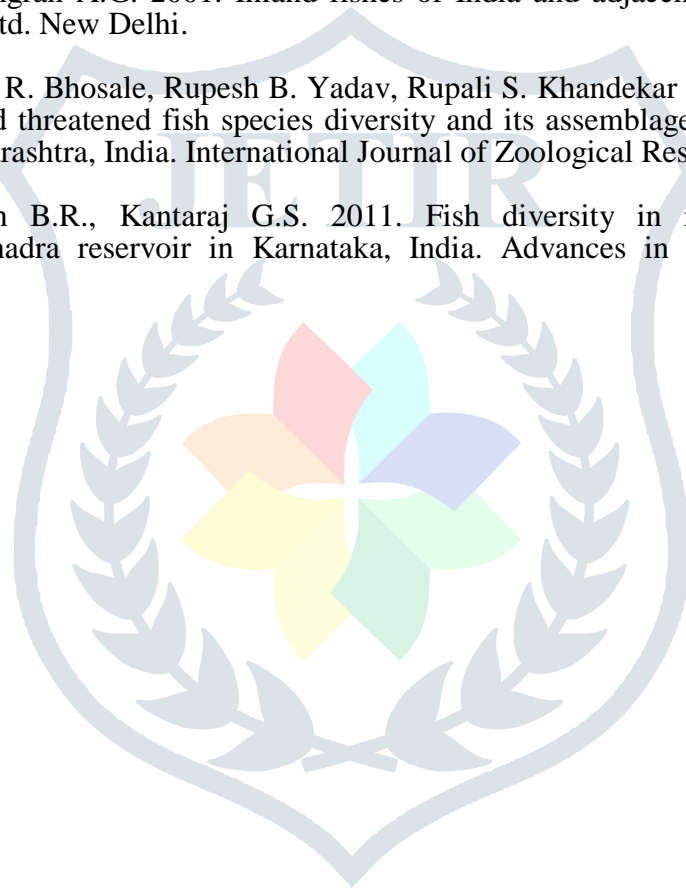 A.G. 2001. Inland fishes of India and adjacen
td. New Delhi.
R. Bhosale, Rupesh B. Yadav, Rupali S. Khandekar
d threatened fish species diversity and its assemblage
rashtra, India. International Journal of Zoological Res
n B.R., Kantaraj G.S. 2011. Fish diversity in
adra reservoir in Karnataka, India. Advances in
JETIR